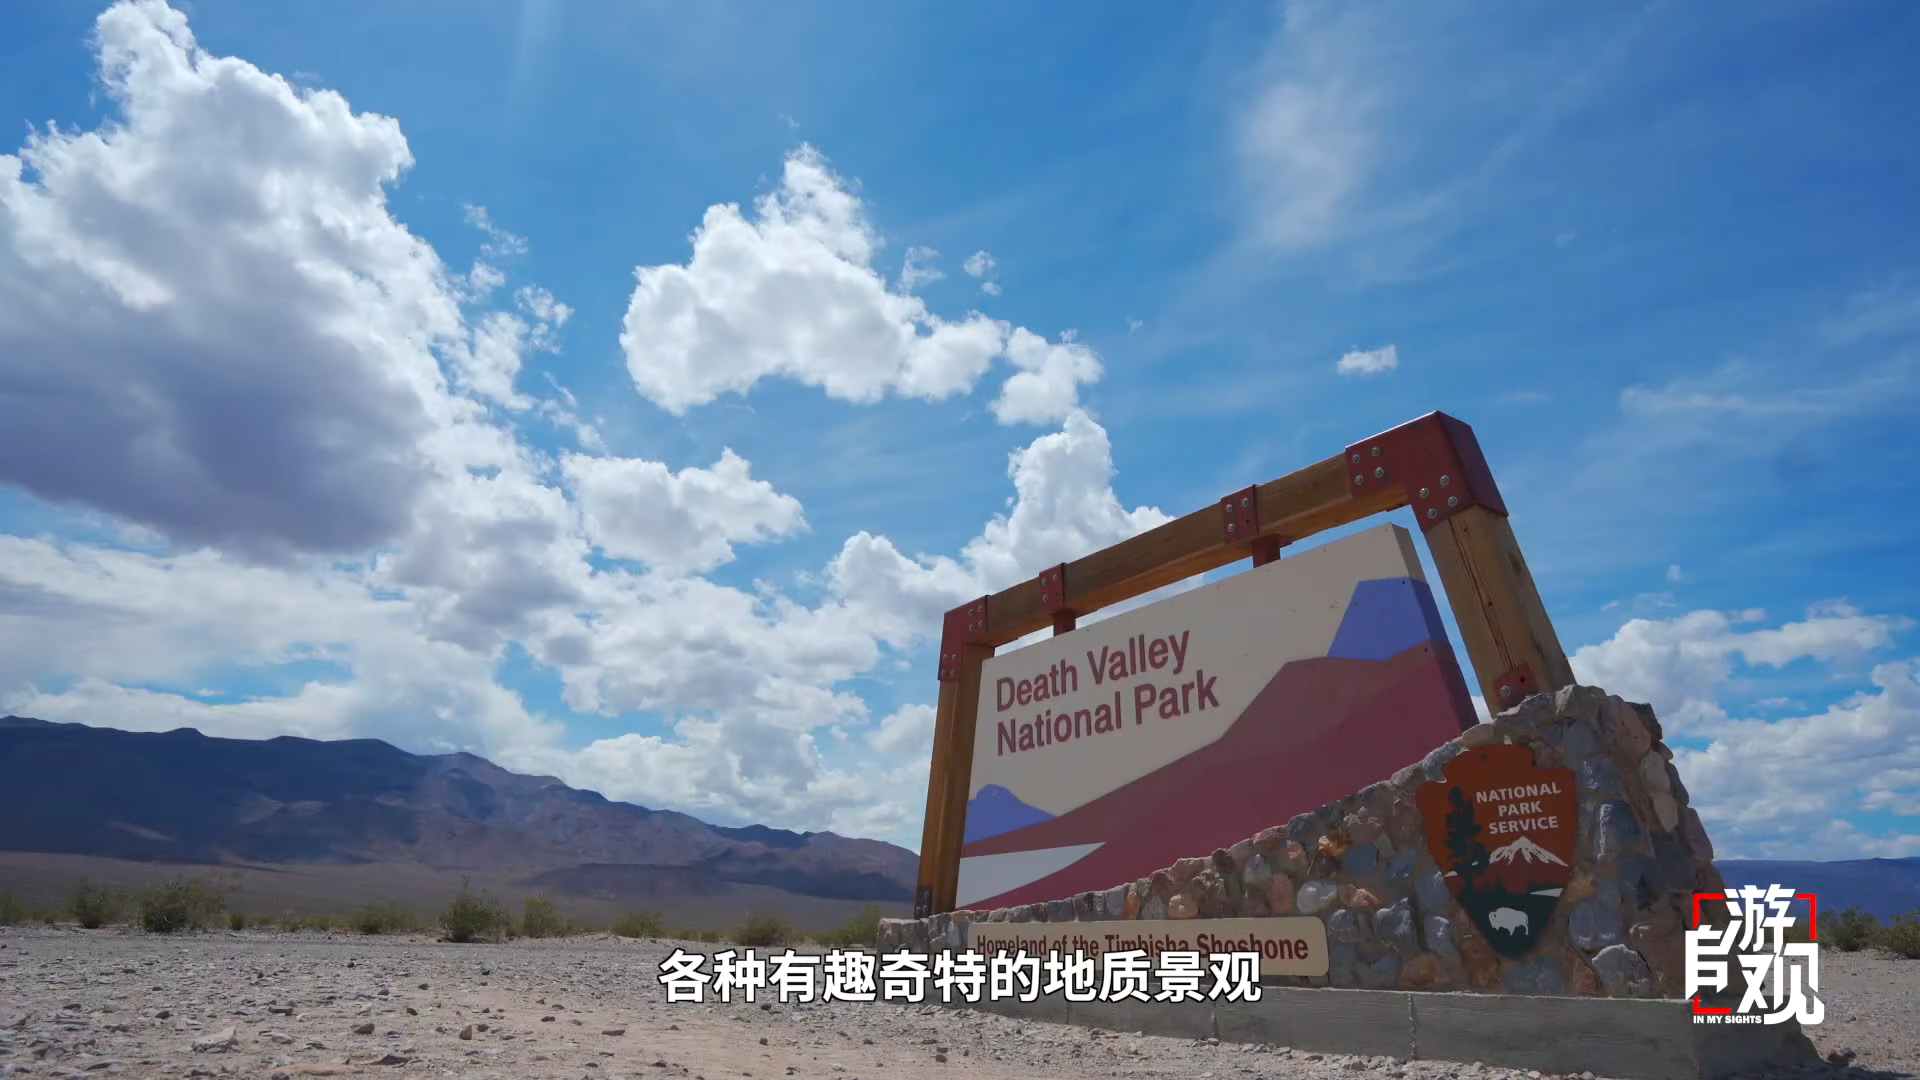 Death Valley
National Park
NATIONAL
PARK
SERVICE
Homeland of the Timbisha Shoshone
各种有趣奇特的地质景观
游
自观
IN MY SIGHTS